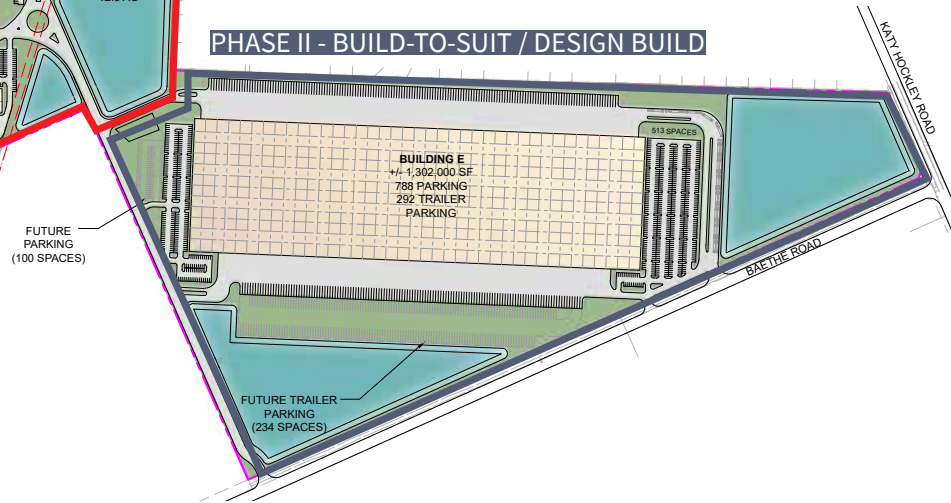 PHASE II - BUILD-TO-SUIT / DESIGN BUILD
KATY HOCKLEY ROAD
513 SPACES
BUILDING E
+/- 1,302,000 SF
788 PARKING
292 TRAILER
PARKING
FUTURE
PARKING
(100 SPACES)
BAETHE ROAD
FUTURE TRAILER
PARKING
(234 SPACES)